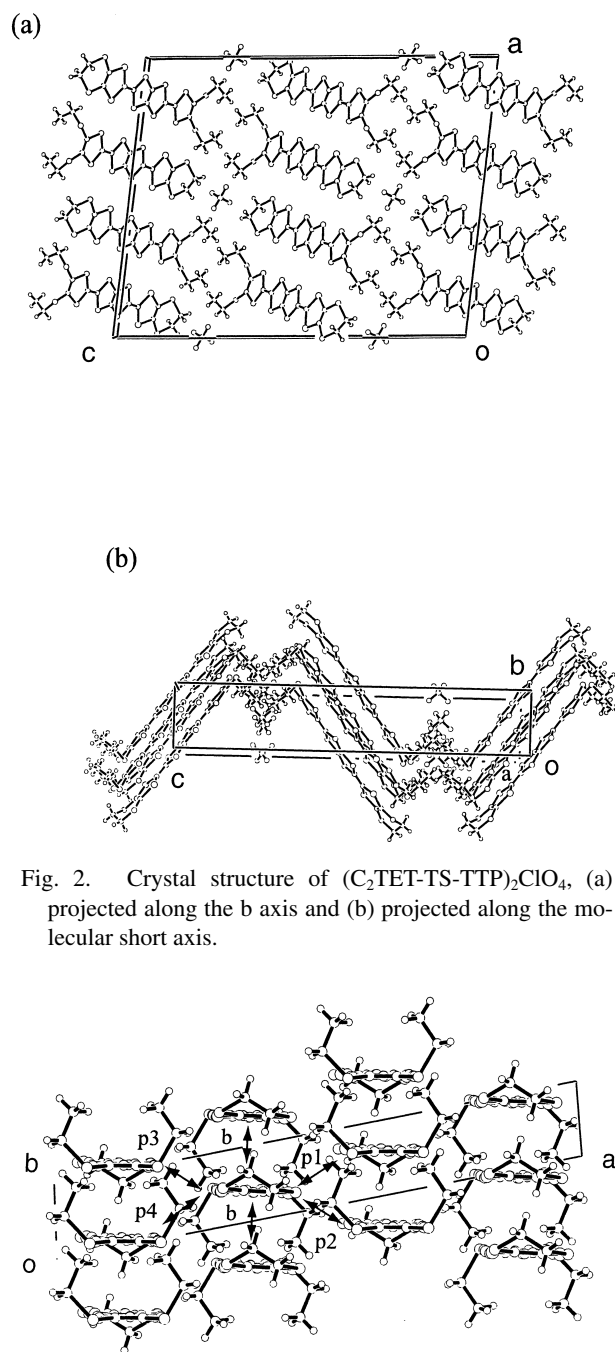 (a)
a
c
o
(b)
b
c
a
o
Fig. 2. Crystal structure of (C₂TET-TS-TTP)₂ClO₄, (a)
projected along the b axis and (b) projected along the mo-
lecular short axis.
p3
b
p1
b
a
p4
b
p2
o